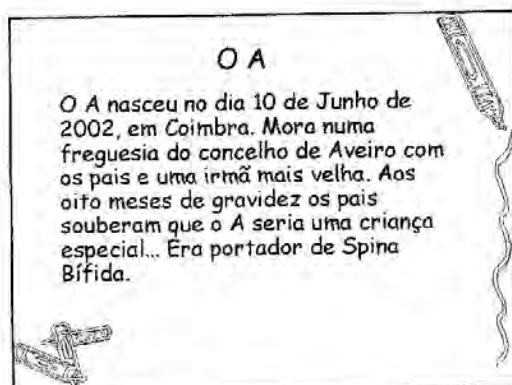 O A
O A nasceu no dia 10 de Junho de
2002, em Coimbra. Mora numa
freguesia do concelho de Aveiro com
os pais e uma irmã mais velha. Aos
oito meses de gravidez os pais
souberam que o A seria uma criança
especial... Era portador de Spina
Bífida.